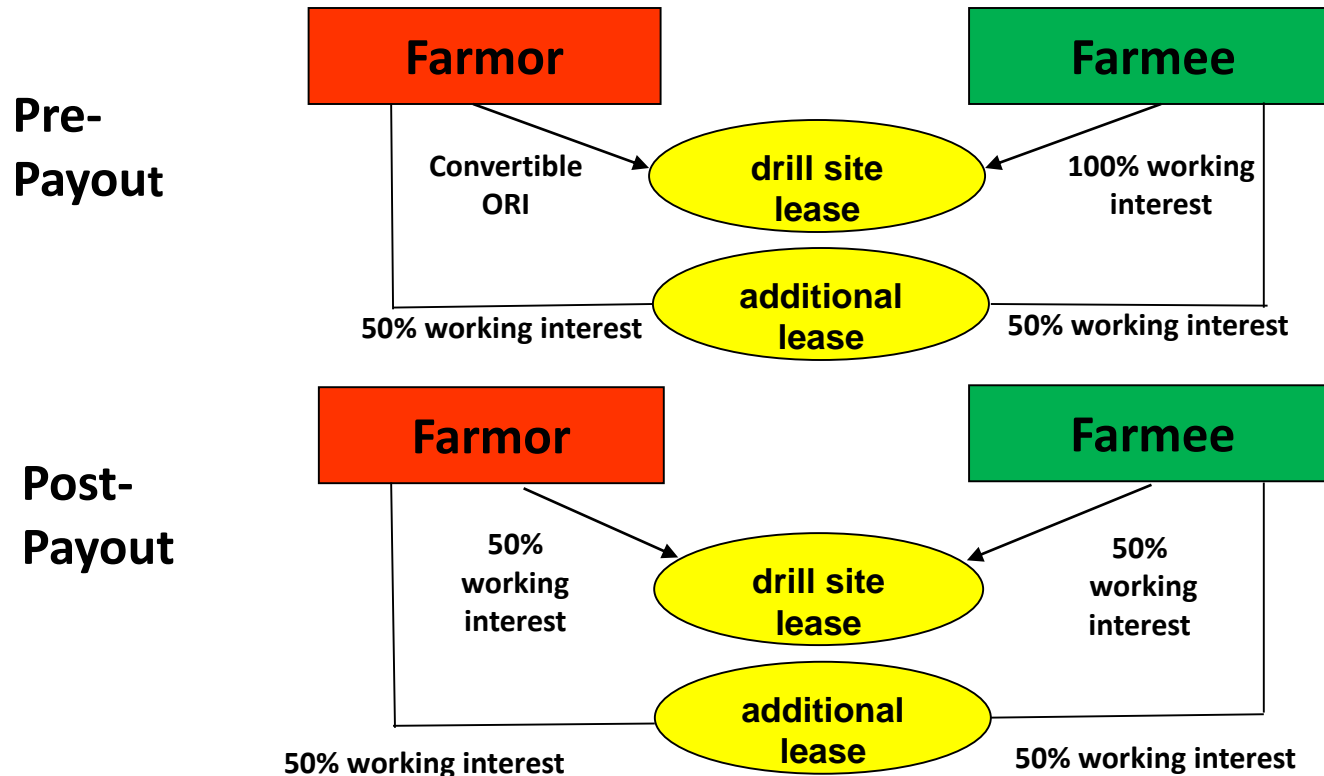 Farmor
Farmee
Pre-
Payout
Convertible
ORI
drill site
lease
100% working
interest
additional
lease
50% working interest
50% working interest
Farmor
Farmee
Post-
Payout
50%
working
interest
drill site
lease
50%
working
interest
additional
lease
50% working interest
50% working interest